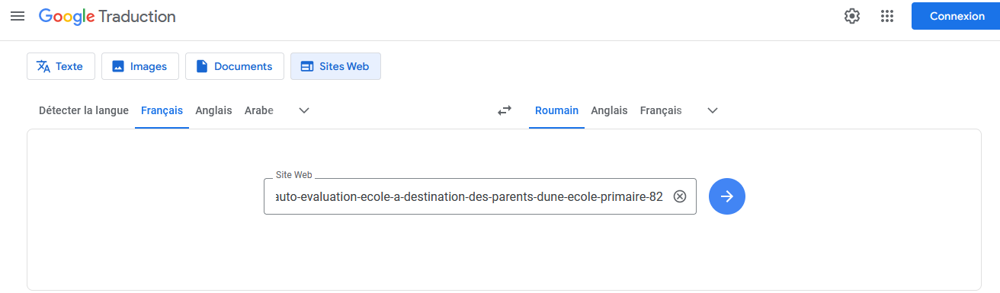 Google Traduction
Connexion
Texte
Images
Documents
Sites Web
Détecter la langue Français Anglais Arabe
Roumain Anglais Français
Site Web
auto-evaluation-ecole-a-destination-des-parents-dune-ecole-primaire-82